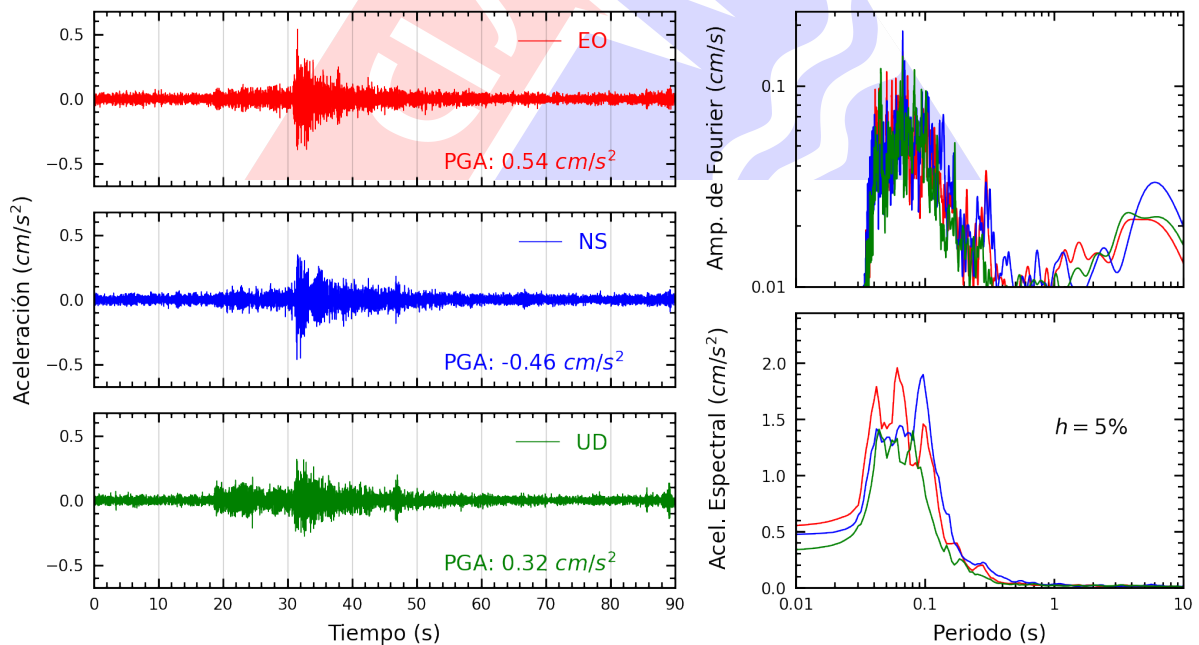 Aceleración (cm/s²)
0.5
0.0
−0.5
EO
PGA: 0.54 cm/s²
0.5
0.0
−0.5
NS
PGA: -0.46 cm/s²
0.5
0.0
−0.5
UD
PGA: 0.32 cm/s²
0 10 20 30 40 50 60 70 80 90
Tiempo (s)
Amp. de Fourier (cm/s)
0.1
0.01
Acel. Espectral (cm/s²)
2.0
1.5
1.0
0.5
0.0
h = 5%
0.01 0.1 1 10
Periodo (s)